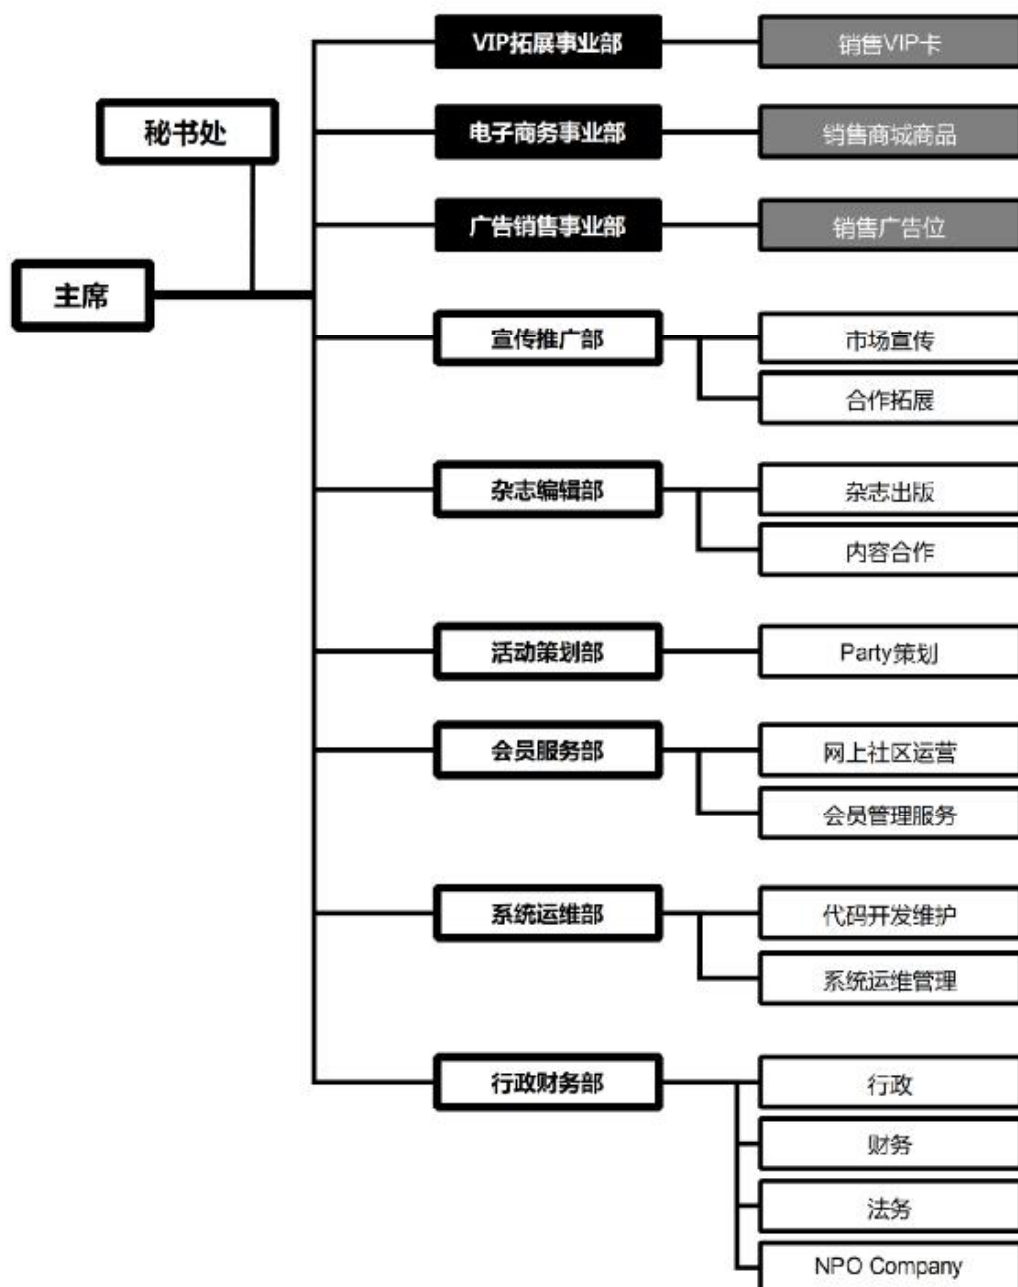 VIP拓展事业部
销售VIP卡
秘书处
电子商务事业部
销售商城商品
广告销售事业部
销售广告位
主席
宣传推广部
市场宣传
合作拓展
杂志编辑部
杂志出版
内容合作
活动策划部
Party策划
会员服务部
网上社区运营
会员管理服务
系统运维部
代码开发维护
系统运维管理
行政财务部
行政
财务
法务
NPO Company